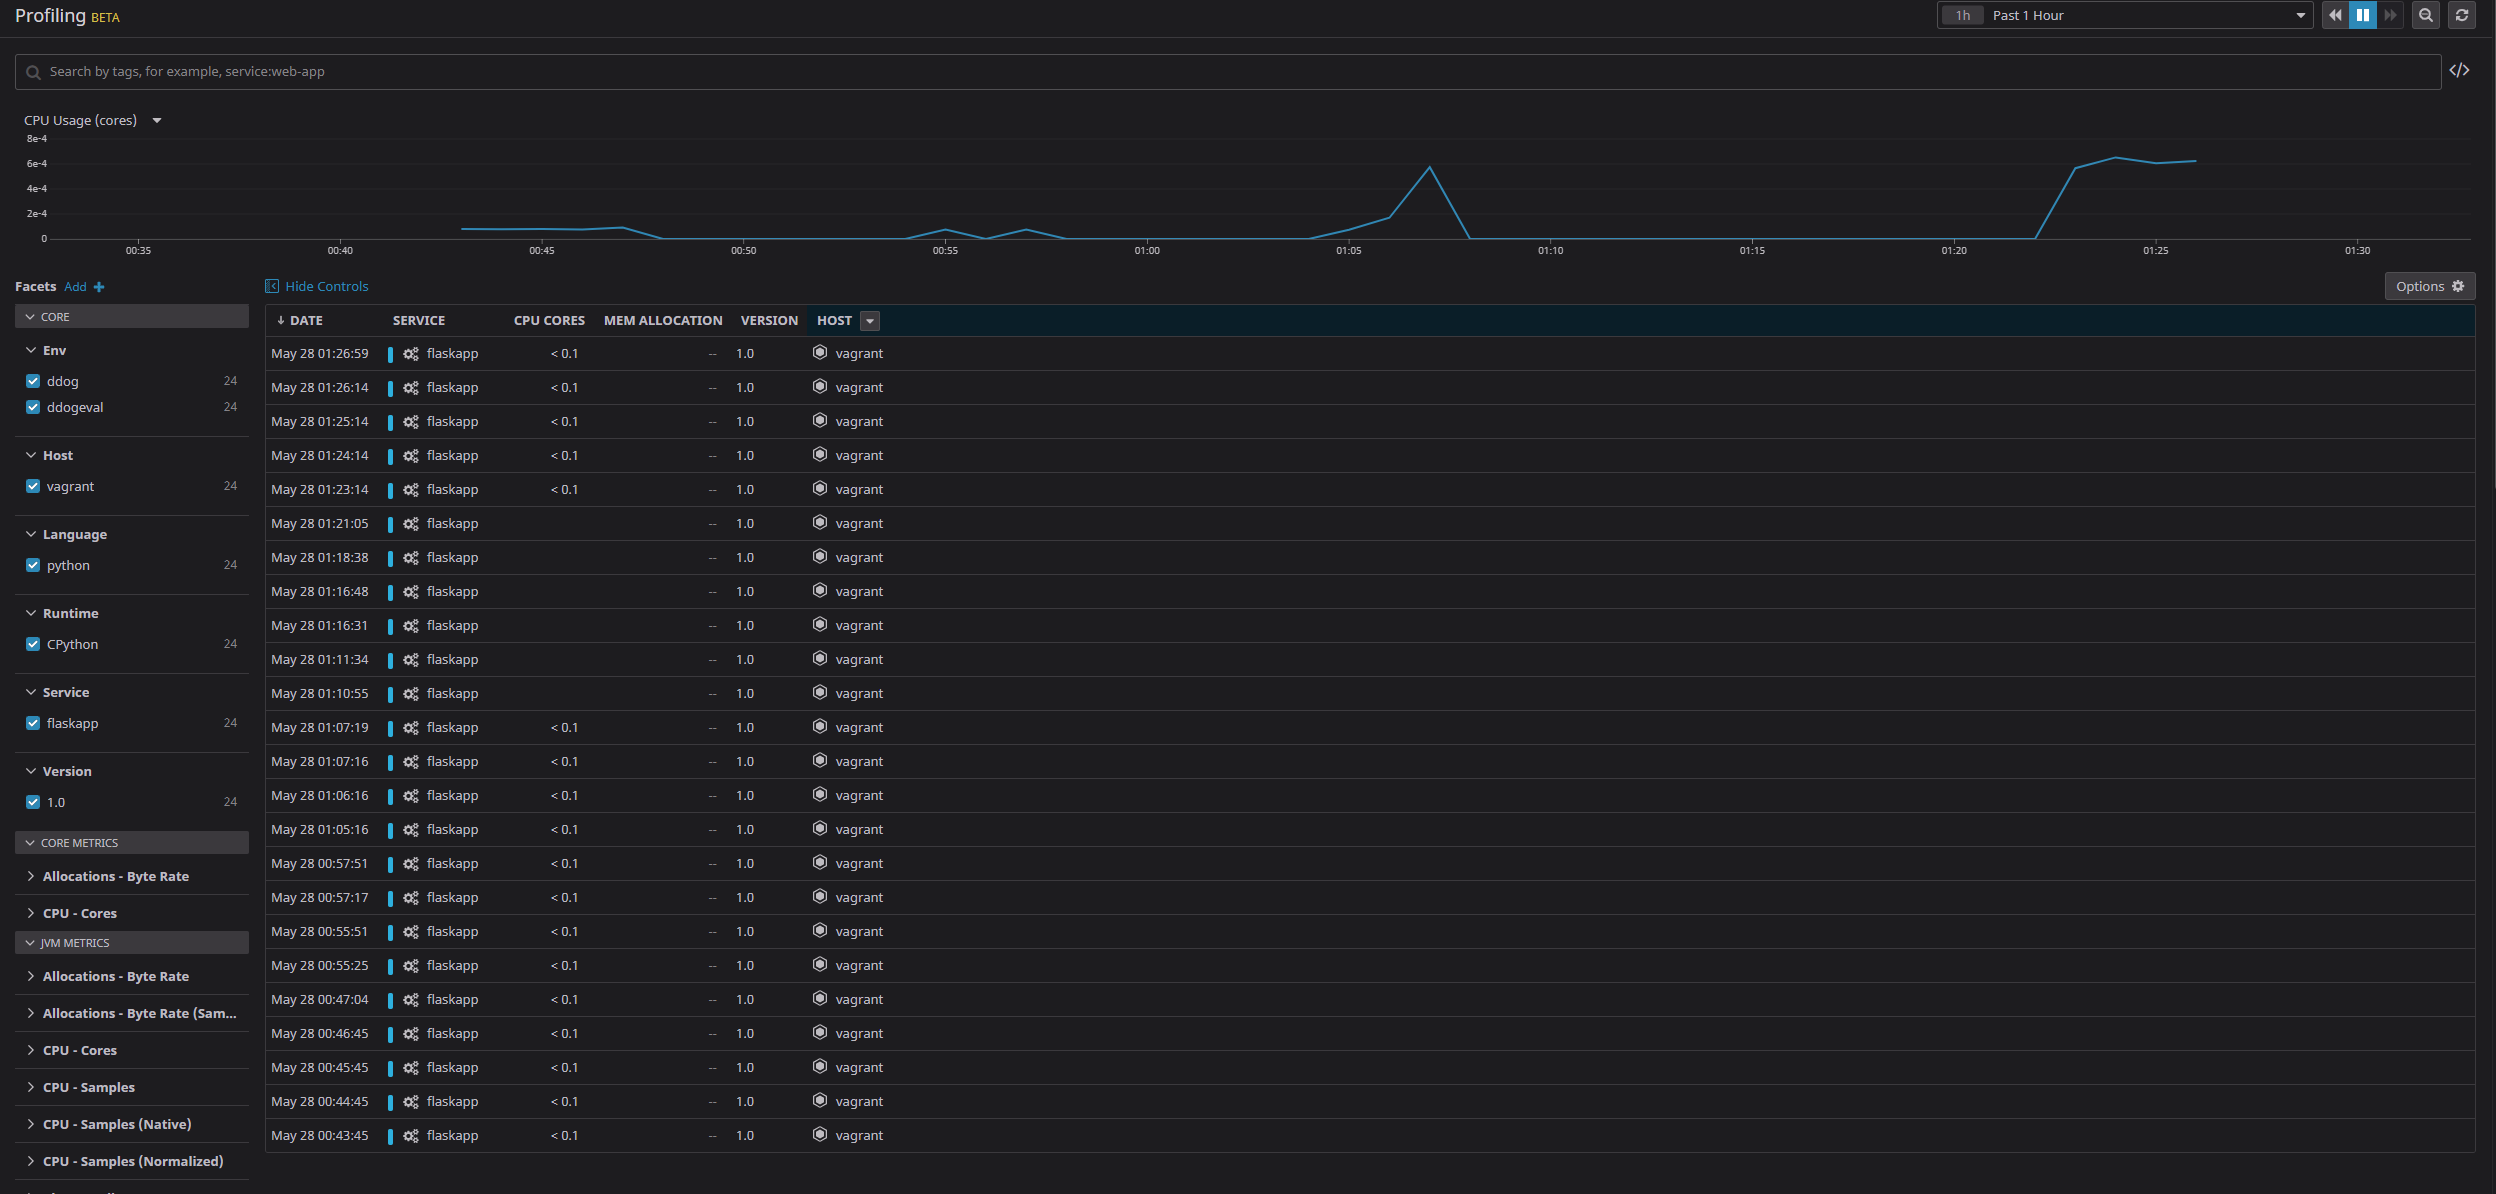 Profiling BETA
1h Past 1 Hour
Search by tags, for example, service:web-app
</>
CPU Usage (cores)
8e-4
6e-4
4e-4
2e-4
0
00:35 00:40 00:45 00:50 00:55 01:00 01:05 01:10 01:15 01:20 01:25 01:30
Facets Add +
Hide Controls
Options
CORE
Env
ddog 24
ddogeval 24
Host
vagrant 24
Language
python 24
Runtime
CPython 24
Service
flaskapp 24
Version
1.0 24
CORE METRICS
Allocations - Byte Rate
CPU - Cores
JVM METRICS
Allocations - Byte Rate
Allocations - Byte Rate (Sam...
CPU - Cores
CPU - Samples
CPU - Samples (Native)
CPU - Samples (Normalized)
DATE SERVICE CPU CORES MEM ALLOCATION VERSION HOST
May 28 01:26:59 flaskapp < 0.1 -- 1.0 vagrant
May 28 01:26:14 flaskapp < 0.1 -- 1.0 vagrant
May 28 01:25:14 flaskapp < 0.1 -- 1.0 vagrant
May 28 01:24:14 flaskapp < 0.1 -- 1.0 vagrant
May 28 01:23:14 flaskapp < 0.1 -- 1.0 vagrant
May 28 01:21:05 flaskapp -- 1.0 vagrant
May 28 01:18:38 flaskapp -- 1.0 vagrant
May 28 01:16:48 flaskapp -- 1.0 vagrant
May 28 01:16:31 flaskapp -- 1.0 vagrant
May 28 01:11:34 flaskapp -- 1.0 vagrant
May 28 01:10:55 flaskapp -- 1.0 vagrant
May 28 01:07:19 flaskapp < 0.1 -- 1.0 vagrant
May 28 01:07:16 flaskapp < 0.1 -- 1.0 vagrant
May 28 01:06:16 flaskapp < 0.1 -- 1.0 vagrant
May 28 01:05:16 flaskapp < 0.1 -- 1.0 vagrant
May 28 00:57:51 flaskapp < 0.1 -- 1.0 vagrant
May 28 00:57:17 flaskapp < 0.1 -- 1.0 vagrant
May 28 00:55:51 flaskapp < 0.1 -- 1.0 vagrant
May 28 00:55:25 flaskapp < 0.1 -- 1.0 vagrant
May 28 00:47:04 flaskapp < 0.1 -- 1.0 vagrant
May 28 00:46:45 flaskapp < 0.1 -- 1.0 vagrant
May 28 00:45:45 flaskapp < 0.1 -- 1.0 vagrant
May 28 00:44:45 flaskapp < 0.1 -- 1.0 vagrant
May 28 00:43:45 flaskapp < 0.1 -- 1.0 vagrant